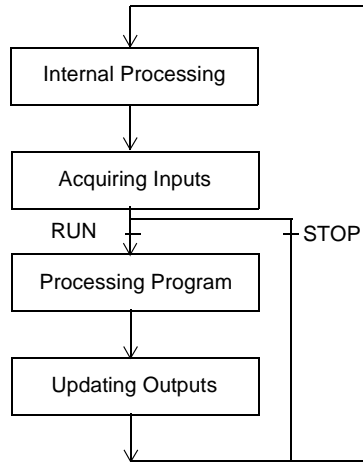 Internal Processing
Acquiring Inputs
RUN
STOP
Processing Program
Updating Outputs